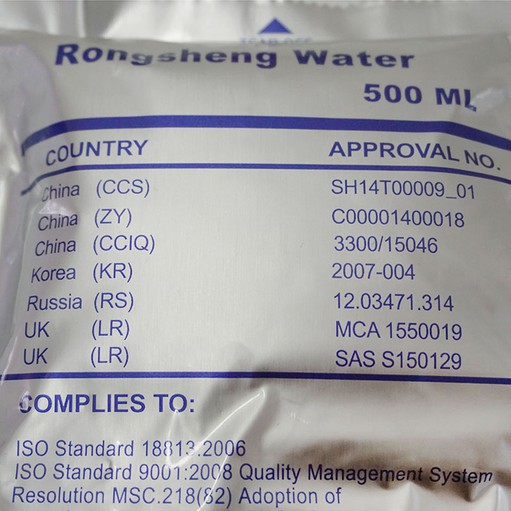 Rongsheng Water
500 ML
COUNTRY APPROVAL NO.
China (CCS) SH14T00009_01
China (ZY) C00001400018
China (CCIQ) 3300/15046
Korea (KR) 2007-004
Russia (RS) 12.03471.314
UK (LR) MCA 1550019
UK (LR) SAS S150129
COMPLIES TO:
ISO Standard 18813:2006
ISO Standard 9001:2008 Quality Management System
Resolution MSC.218(82) Adoption of